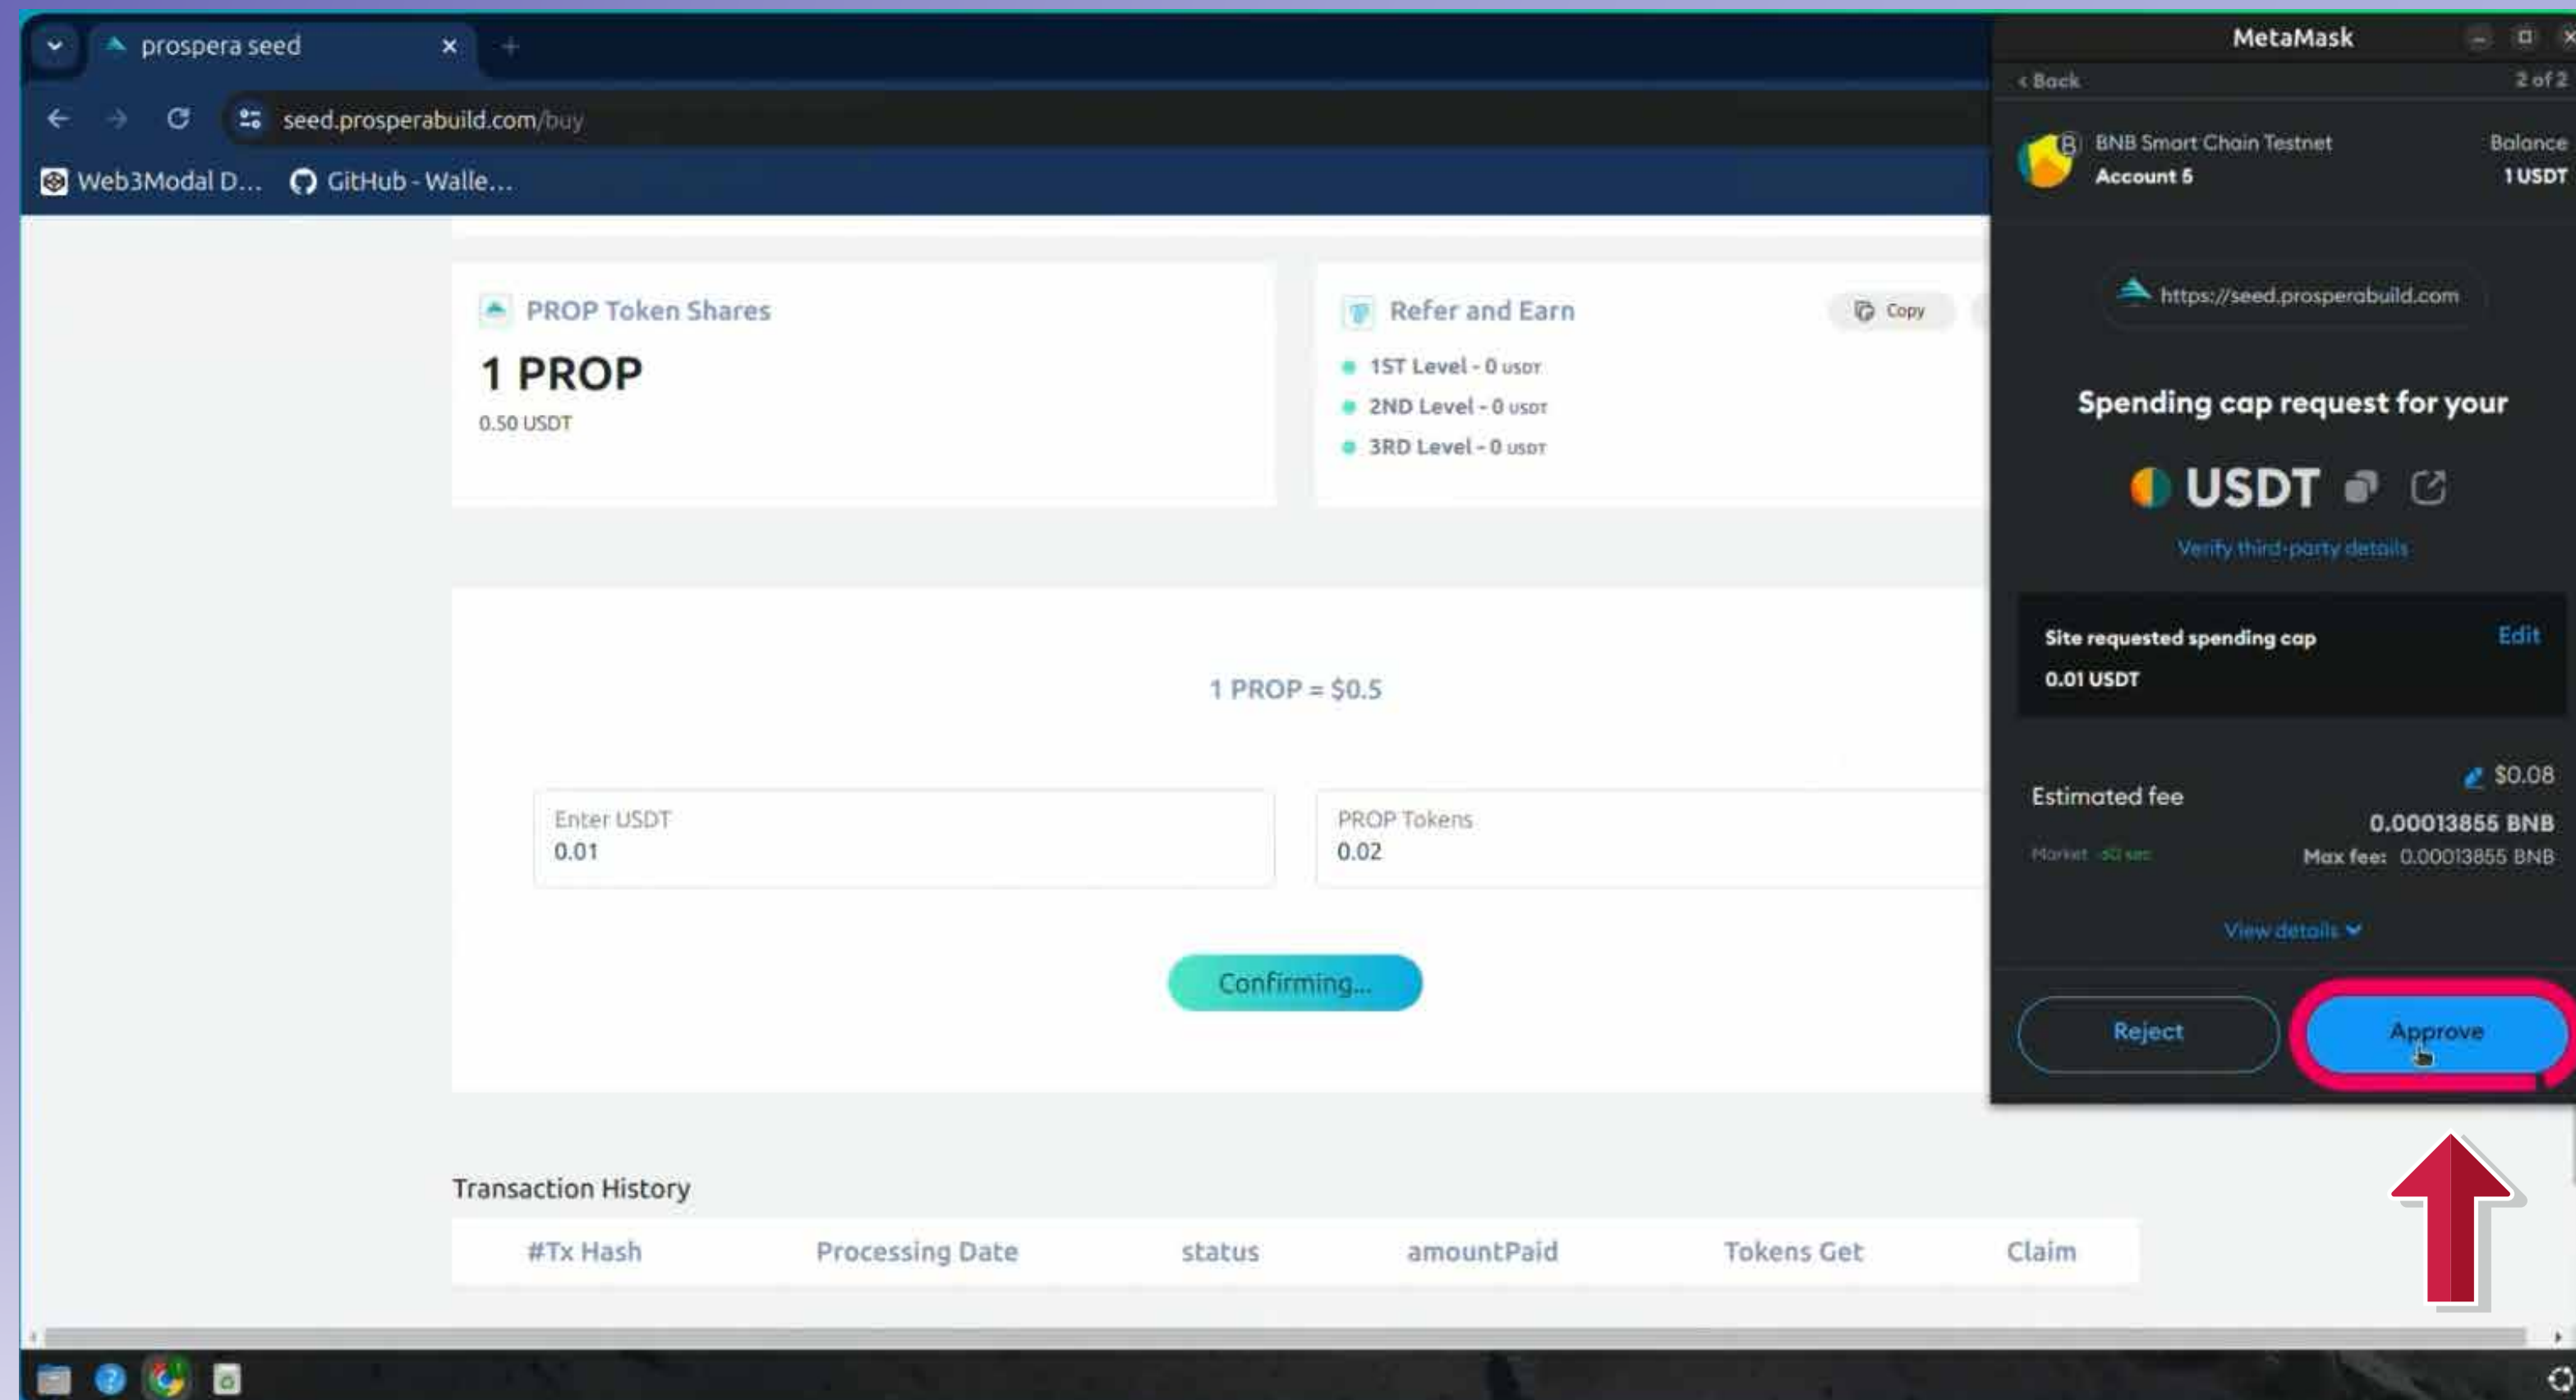 prospera seed
seed.prosperabuild.com/buy
Web3Modal D...
GitHub - Walle...
PROP Token Shares
1 PROP
0.50 USDT
Refer and Earn
Copy
1ST Level - 0 USDT
2ND Level - 0 USDT
3RD Level - 0 USDT
1 PROP = $0.5
Enter USDT
0.01
PROP Tokens
0.02
Confirming...
Transaction History
#Tx Hash Processing Date status amountPaid Tokens Get Claim
MetaMask
< Back 2 of 2
B
BNB Smart Chain Testnet Balance
Account 5 1 USDT
https://seed.prosperabuild.com
Spending cap request for your
USDT
Verify third-party details
Site requested spending cap Edit
0.01 USDT
$0.08
Estimated fee
0.00013855 BNB
Market
Max fee: 0.00013855 BNB
View details
Reject
Approve